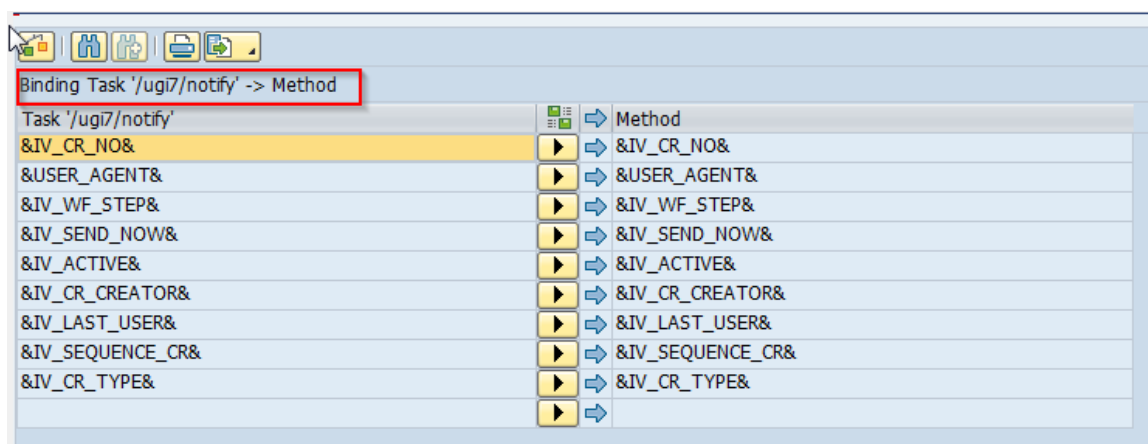 Binding Task '/ugi7/notify' -> Method
Task '/ugi7/notify' Method
&IV_CR_NO& &IV_CR_NO&
&USER_AGENT& &USER_AGENT&
&IV_WF_STEP& &IV_WF_STEP&
&IV_SEND_NOW& &IV_SEND_NOW&
&IV_ACTIVE& &IV_ACTIVE&
&IV_CR_CREATOR& &IV_CR_CREATOR&
&IV_LAST_USER& &IV_LAST_USER&
&IV_SEQUENCE_CR& &IV_SEQUENCE_CR&
&IV_CR_TYPE& &IV_CR_TYPE&